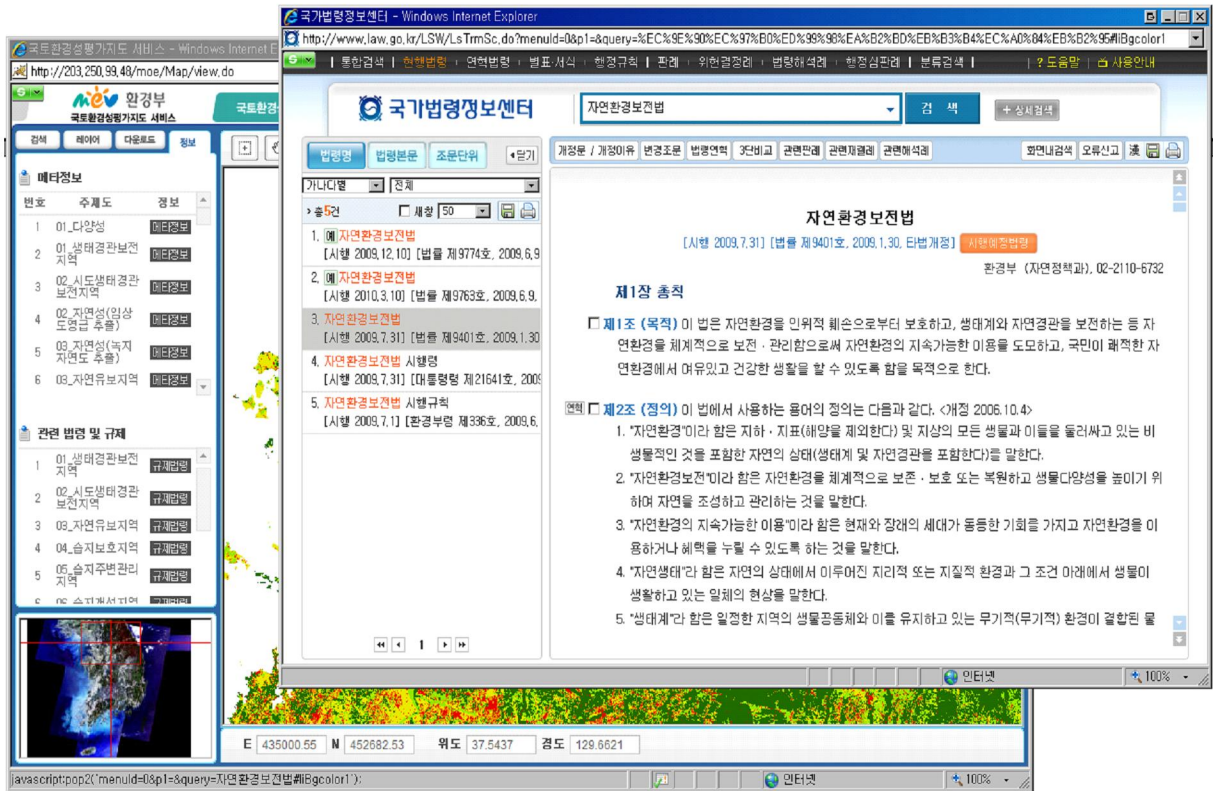 국가법령정보센터 - Windows Internet Explorer
http://www.law.go.kr/LSW/LsTrmSc.do?menuId=0&p1=&query=%EC%9E%90%EC%97%B0%ED%99%98%EA%B2%BD%EB%B3%B4%EC%A0%84%EB%B2%95#liBgcolor1
통합검색 | 현행법령 | 연혁법령 | 별표·서식 | 행정규칙 | 판례 | 위헌결정례 | 법령해석례 | 행정심판례 | 분류검색 | | ? 도움말 | 사용안내
국가법령정보센터 자연환경보전법 검 색 + 상세검색
법령명 법령본문 조문단위 닫기
가나다별 전체
총5건 새창 50
1. 예 자연환경보전법
[시행 2009.12.10] [법률 제9774호, 2009.6.9
2. 예 자연환경보전법
[시행 2010.3.10] [법률 제9763호, 2009.6.9,
3. 자연환경보전법
[시행 2009.7.31] [법률 제9401호, 2009.1.30
4. 자연환경보전법 시행령
[시행 2009.7.31] [대통령령 제21641호, 2009
5. 자연환경보전법 시행규칙
[시행 2009.7.1] [환경부령 제336호, 2009.6.
1
개정문 / 개정이유 변경조문 법령연혁 3단비교 관련판례 관련재결례 관련해석례 화면내검색 오류신고 漢
자연환경보전법
[시행 2009.7.31] [법률 제9401호, 2009.1.30, 타법개정] 시행예정법령
환경부 (자연정책과), 02-2110-6732
제1장 총칙
제1조 (목적) 이 법은 자연환경을 인위적 훼손으로부터 보호하고, 생태계와 자연경관을 보전하는 등 자
연환경을 체계적으로 보전·관리함으로써 자연환경의 지속가능한 이용을 도모하고, 국민이 쾌적한 자
연환경에서 여유있고 건강한 생활을 할 수 있도록 함을 목적으로 한다.
연혁 제2조 (정의) 이 법에서 사용하는 용어의 정의는 다음과 같다. <개정 2006.10.4>
1. "자연환경"이라 함은 지하·지표(해양을 제외한다) 및 지상의 모든 생물과 이들을 둘러싸고 있는 비
생물적인 것을 포함한 자연의 상태(생태계 및 자연경관을 포함한다)를 말한다.
2. "자연환경보전"이라 함은 자연환경을 체계적으로 보존·보호 또는 복원하고 생물다양성을 높이기 위
하여 자연을 조성하고 관리하는 것을 말한다.
3. "자연환경의 지속가능한 이용"이라 함은 현재와 장래의 세대가 동등한 기회를 가지고 자연환경을 이
용하거나 혜택을 누릴 수 있도록 하는 것을 말한다.
4. "자연생태"라 함은 자연의 상태에서 이루어진 지리적 또는 지질적 환경과 그 조건 아래에서 생물이
생활하고 있는 일체의 현상을 말한다.
5. "생태계"라 함은 일정한 지역의 생물공동체와 이를 유지하고 있는 무기적(무기적) 환경이 결합된 물
인터넷 100%
국토환경성평가지도 서비스 - Windows Internet E
http://203.250.99.48/moe/Map/view.do
mev 환경부
국토환경성평가지도 서비스
국토환경
검색 레이어 다운로드 정보
메타정보
번호 주제도 정보
1 01_다양성 메타정보
2 01_생태경관보전지역 메타정보
3 02_시도생태경관보전지역 메타정보
4 02_자연성(임상도영급 추출) 메타정보
5 03_자연성(녹지자연도 추출) 메타정보
6 03_자연유보지역 메타정보
관련 법령 및 규제
1 01_생태경관보전지역 규제법령
2 02_시도생태경관보전지역 규제법령
3 03_자연유보지역 규제법령
4 04_습지보호지역 규제법령
5 05_습지주변관리지역 규제법령
6 06_습지개선지역 규제법령
E 435000.55 N 452682.53 위도 37.5437 경도 129.6621
javascript:pop2('menuId=0&p1=&query=자연환경보전법#liBgcolor1');
인터넷 100%